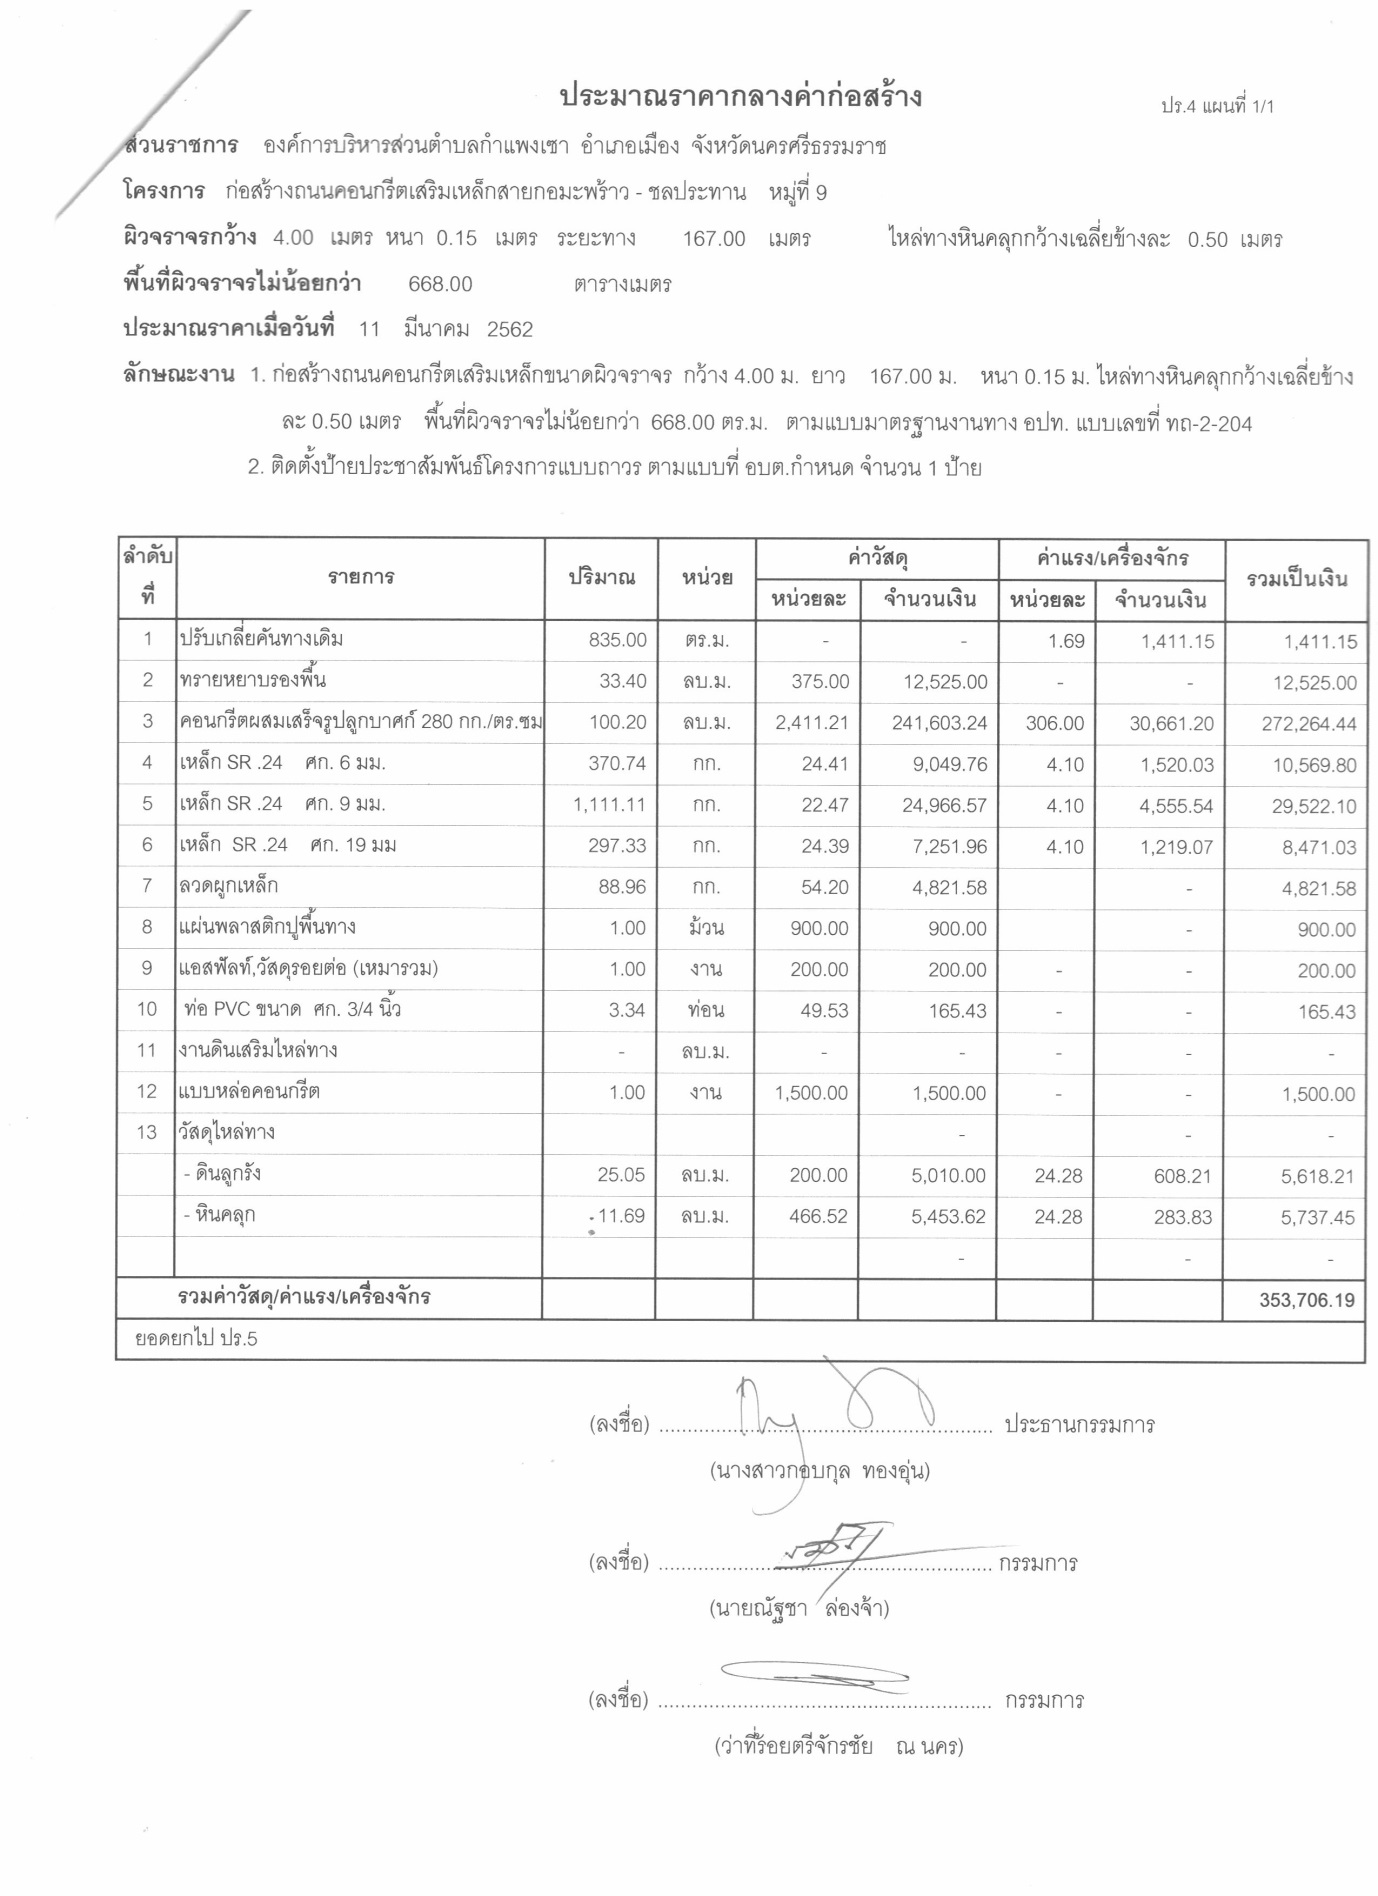 ประมาณราคากลางค่าก่อสร้าง
ปร.4 แผนที่ 1/1
ส่วนราชการ องค์การบริหารส่วนตำบลกำแพงเซา อำเภอเมือง จังหวัดนครศรีธรรมราช
โครงการ ก่อสร้างถนนคอนกรีตเสริมเหล็กสายกอมะพร้าว - ชลประทาน หมู่ที่ 9
ผิวจราจรกว้าง 4.00 เมตร หนา 0.15 เมตร ระยะทาง 167.00 เมตร ไหล่ทางหินคลุกกว้างเฉลี่ยข้างละ 0.50 เมตร
พื้นที่ผิวจราจรไม่น้อยกว่า 668.00 ตารางเมตร
ประมาณราคาเมื่อวันที่ 11 มีนาคม 2562
ลักษณะงาน 1. ก่อสร้างถนนคอนกรีตเสริมเหล็กขนาดผิวจราจร กว้าง 4.00 ม. ยาว 167.00 ม. หนา 0.15 ม. ไหล่ทางหินคลุกกว้างเฉลี่ยข้าง
ละ 0.50 เมตร พื้นที่ผิวจราจรไม่น้อยกว่า 668.00 ตร.ม. ตามแบบมาตรฐานงานทาง อปท. แบบเลขที่ ทถ-2-204
2. ติดตั้งป้ายประชาสัมพันธ์โครงการแบบถาวร ตามแบบที่ อบต.กำหนด จำนวน 1 ป้าย
ลำดับที่ รายการ ปริมาณ หน่วย ค่าวัสดุ ค่าแรง/เครื่องจักร รวมเป็นเงิน
หน่วยละ จำนวนเงิน หน่วยละ จำนวนเงิน
1 ปรับเกลี่ยคันทางเดิม 835.00 ตร.ม. - - 1.69 1,411.15 1,411.15
2 ทรายหยาบรองพื้น 33.40 ลบ.ม. 375.00 12,525.00 - - 12,525.00
3 คอนกรีตผสมเสร็จรูปลูกบาศก์ 280 กก./ตร.ซม 100.20 ลบ.ม. 2,411.21 241,603.24 306.00 30,661.20 272,264.44
4 เหล็ก SR .24 ศก. 6 มม. 370.74 กก. 24.41 9,049.76 4.10 1,520.03 10,569.80
5 เหล็ก SR .24 ศก. 9 มม. 1,111.11 กก. 22.47 24,966.57 4.10 4,555.54 29,522.10
6 เหล็ก SR .24 ศก. 19 มม 297.33 กก. 24.39 7,251.96 4.10 1,219.07 8,471.03
7 ลวดผูกเหล็ก 88.96 กก. 54.20 4,821.58 - 4,821.58
8 แผ่นพลาสติกปูพื้นทาง 1.00 ม้วน 900.00 900.00 - 900.00
9 แอสฟัลท์,วัสดุรอยต่อ (เหมารวม) 1.00 งาน 200.00 200.00 - - 200.00
10 ท่อ PVC ขนาด ศก. 3/4 นิ้ว 3.34 ท่อน 49.53 165.43 - - 165.43
11 งานดินเสริมไหล่ทาง - ลบ.ม. - - - - -
12 แบบหล่อคอนกรีต 1.00 งาน 1,500.00 1,500.00 - - 1,500.00
13 วัสดุไหล่ทาง - - -
- ดินลูกรัง 25.05 ลบ.ม. 200.00 5,010.00 24.28 608.21 5,618.21
- หินคลุก 11.69 ลบ.ม. 466.52 5,453.62 24.28 283.83 5,737.45
- - -
รวมค่าวัสดุ/ค่าแรง/เครื่องจักร 353,706.19
ยอดยกไป ปร.5
(ลงชื่อ) ............................................................ ประธานกรรมการ
(นางสาวกอบกุล ทองอุ่น)
(ลงชื่อ) ............................................................ กรรมการ
(นายณัฐชา ล่องจ้า)
(ลงชื่อ) ............................................................ กรรมการ
(ว่าที่ร้อยตรีจักรชัย ณ นคร)